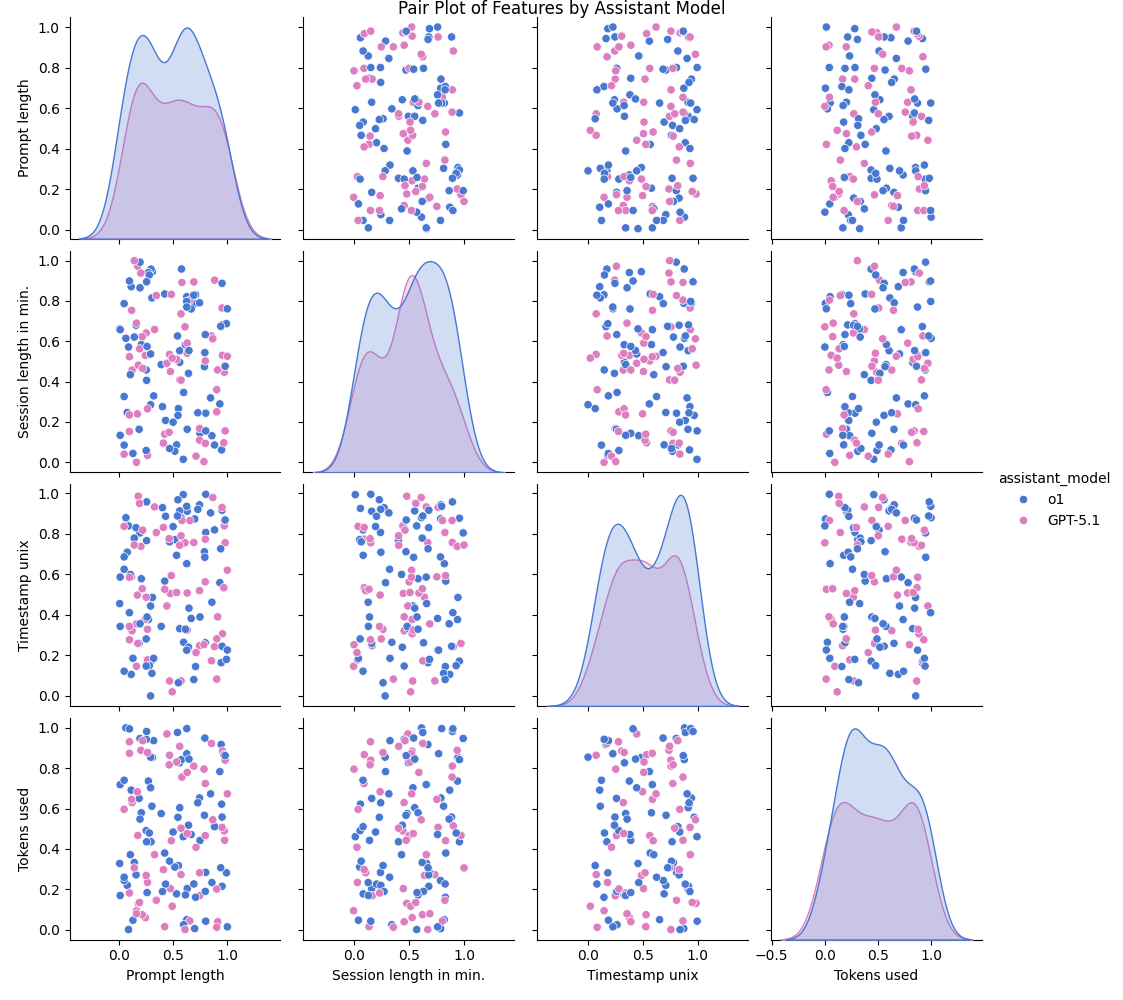 Pair Plot of Features by Assistant Model
1.0
0.8
0.6
0.4
0.2
0.0
Prompt length
1.0
0.8
0.6
0.4
0.2
0.0
Session length in min.
assistant_model
o1
GPT-5.1
1.0
0.8
0.6
0.4
0.2
0.0
Timestamp unix
1.0
0.8
0.6
0.4
0.2
0.0
Tokens used
0.0 0.5 1.0 0.0 0.5 1.0 0.0 0.5 1.0 −0.5 0.0 0.5 1.0
Prompt length Session length in min. Timestamp unix Tokens used